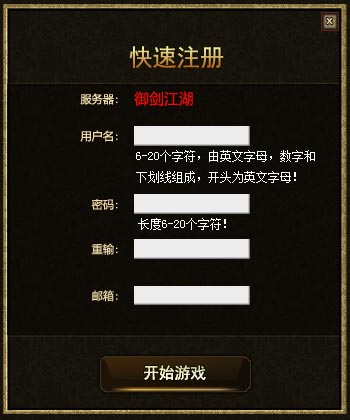 快速注册
服务器: 御剑江湖
用户名:
6-20个字符，由英文字母，数字和
下划线组成，开头为英文字母!
密码:
长度6-20个字符!
重输:
邮箱:
开始游戏